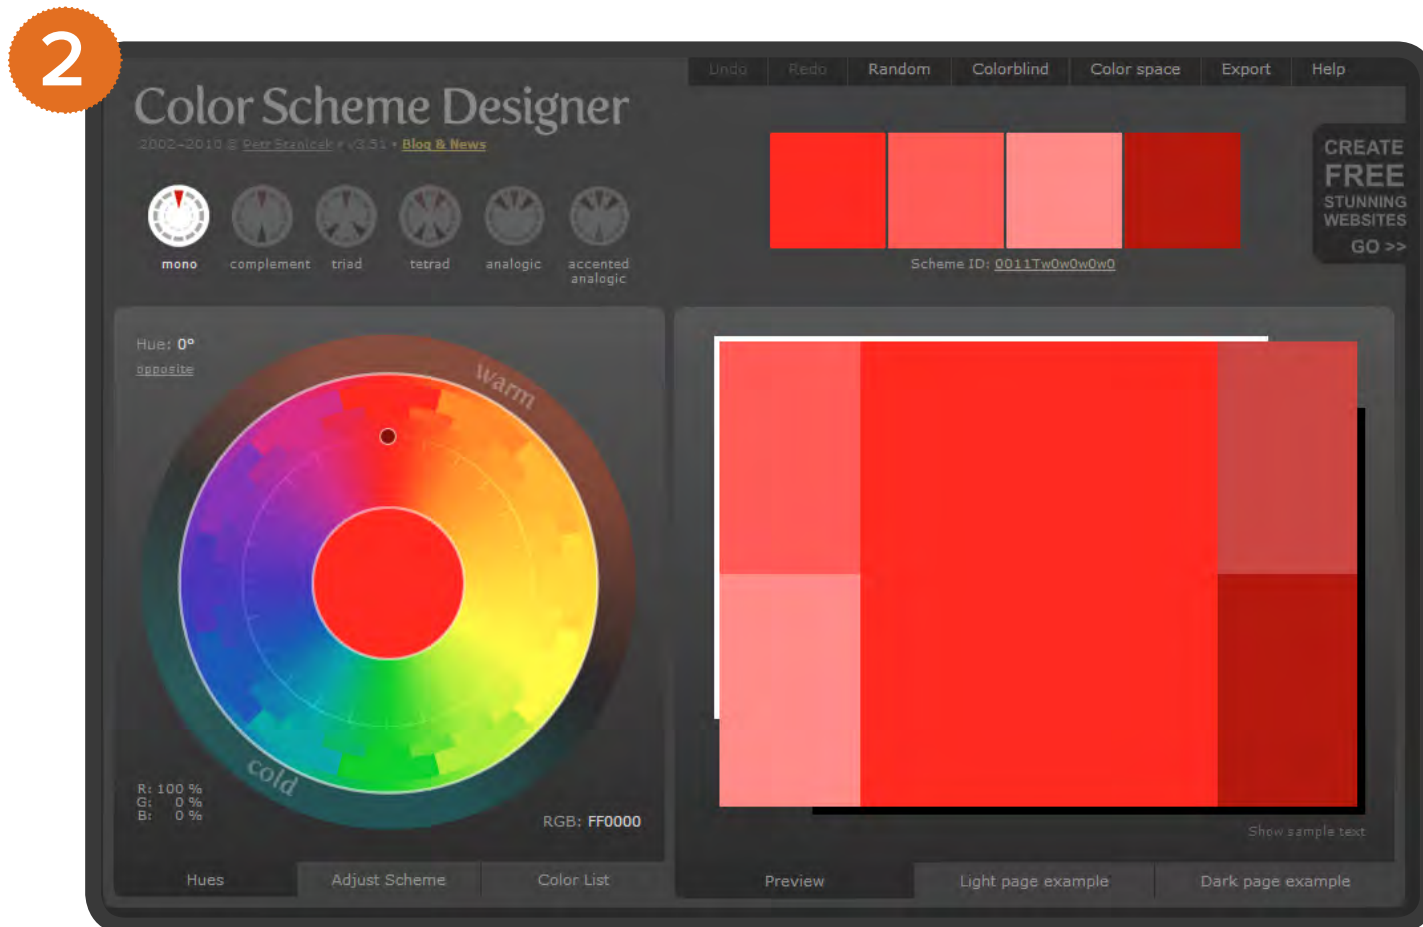 2
Undo Redo Random Colorblind Color space Export Help
Color Scheme Designer
2002–2010 © Petr Stanicek • v3.51 • Blog & News
CREATE
FREE
STUNNING
WEBSITES
GO >>
mono complement triad tetrad analogic accented
analogic
Scheme ID: 0011Tw0w0w0w0
Hue: 0°
opposite
warm
cold
R: 100 %
G: 0 %
B: 0 %
RGB: FF0000
Show sample text
Hues Adjust Scheme Color List
Preview Light page example Dark page example